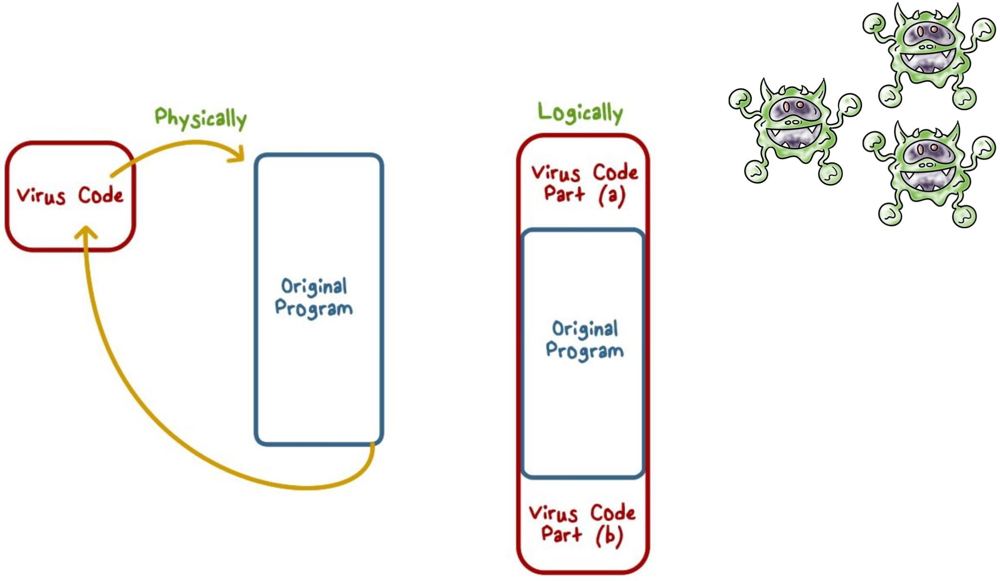 Physically
Virus Code
Original
Program
Logically
Virus Code
Part (a)
Original
Program
Virus Code
Part (b)